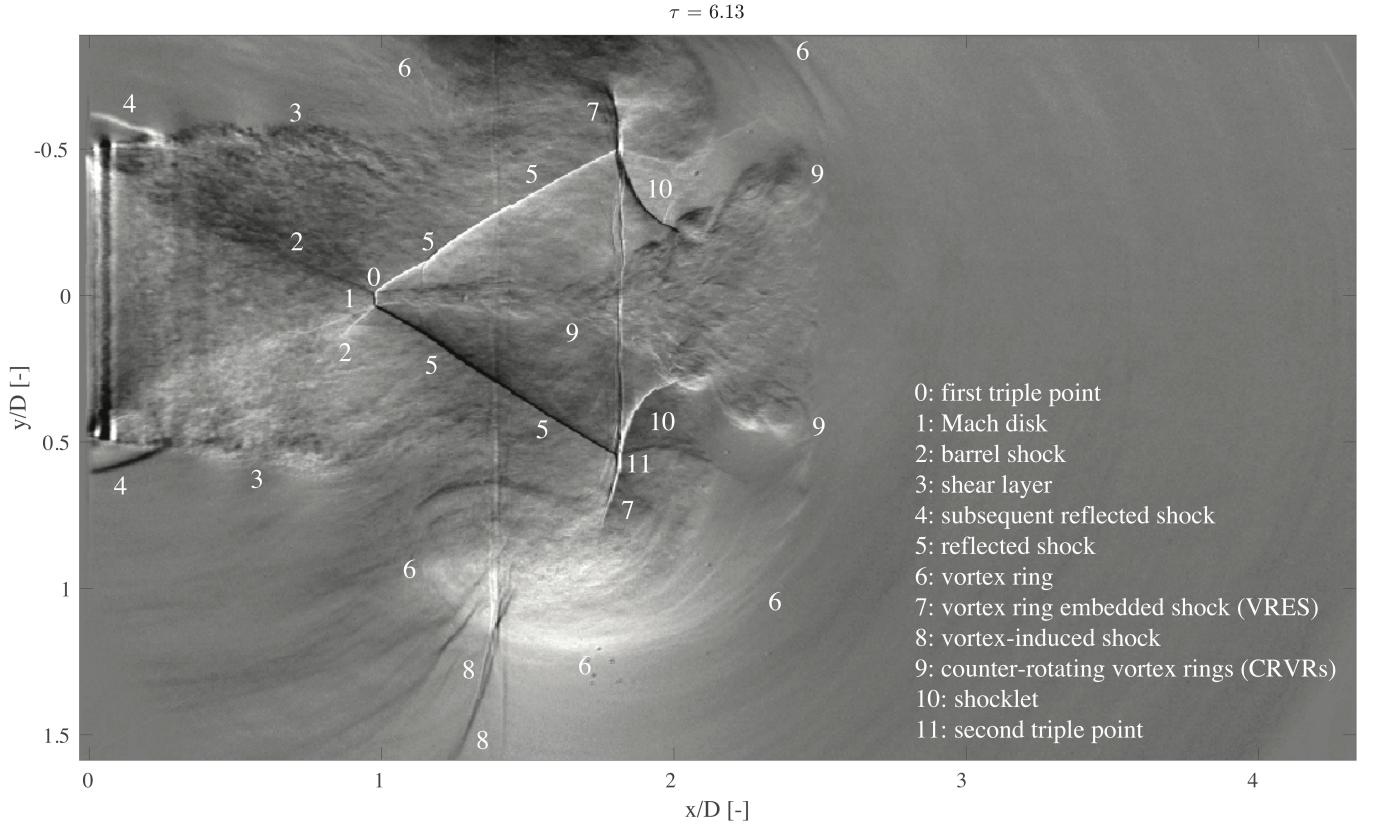 τ = 6.13
6
6
4
3
7
-0.5
5
9
10
2
5
0
0
1
9
2
5
0: first triple point
10
5
9
1: Mach disk
0.5
11
2: barrel shock
4
3
3: shear layer
7
4: subsequent reflected shock
5: reflected shock
6
6: vortex ring
1
6
7: vortex ring embedded shock (VRES)
8: vortex-induced shock
8
6
9: counter-rotating vortex rings (CRVRs)
10: shocklet
1.5
8
11: second triple point
0
1
2
3
4
x/D [-]
y/D [-]